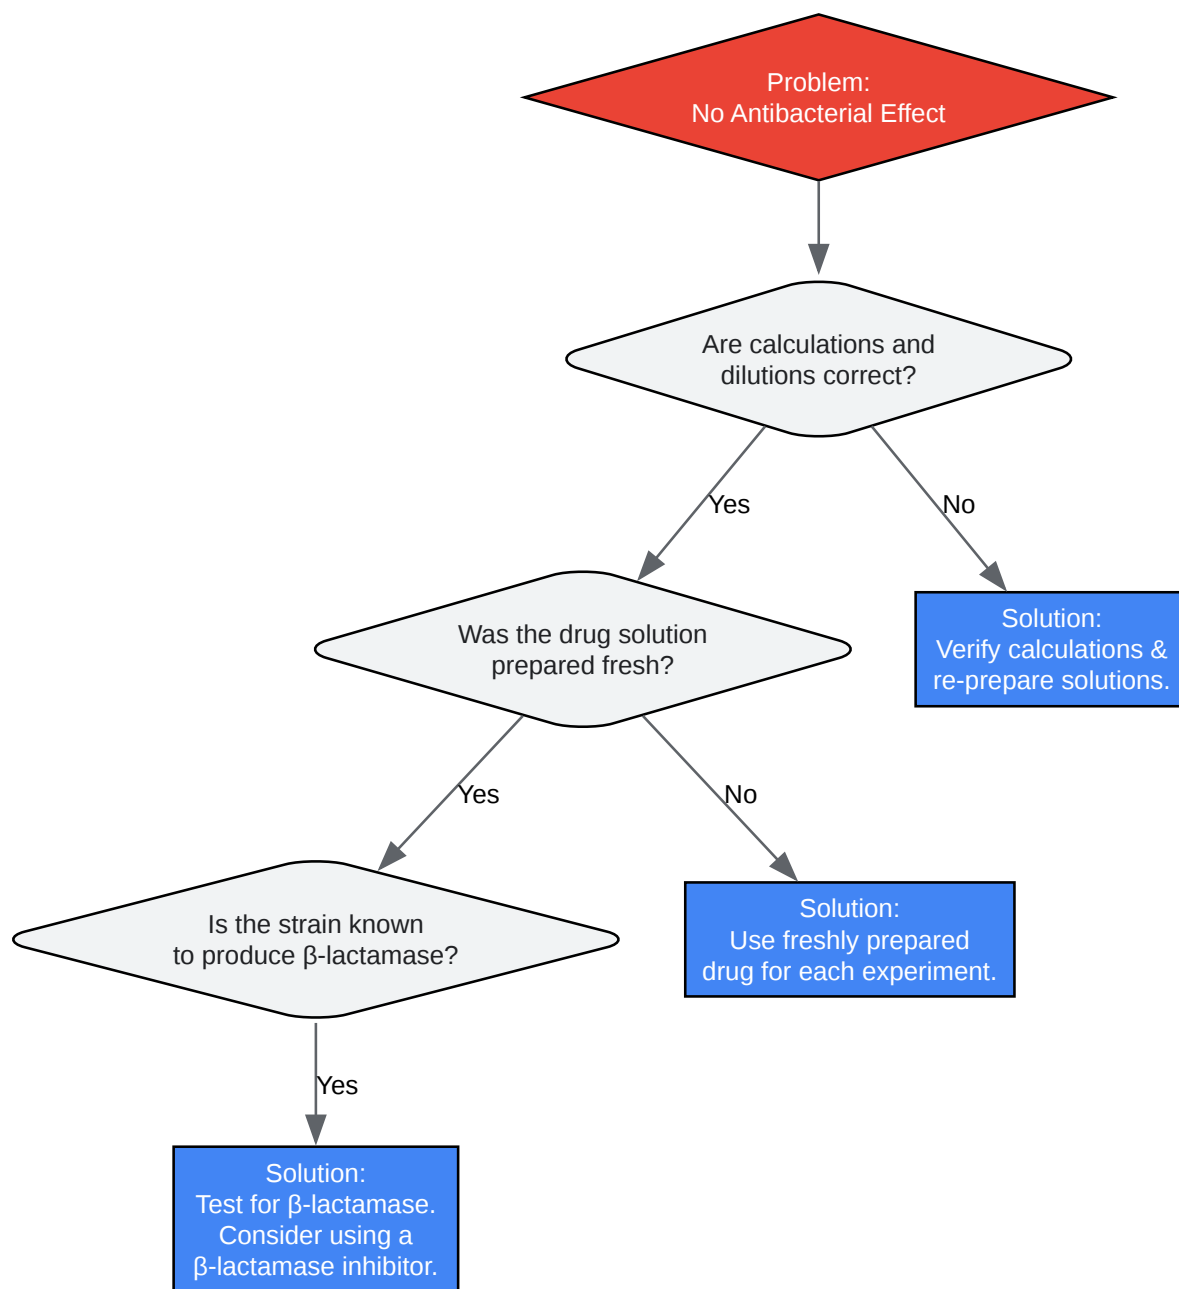 Problem:
No Antibacterial Effect
Are calculations and
dilutions correct?
Yes
No
Was the drug solution
prepared fresh?
Solution:
Verify calculations &
re-prepare solutions.
Yes
No
Is the strain known
to produce β-lactamase?
Solution:
Use freshly prepared
drug for each experiment.
Yes
Solution:
Test for β-lactamase.
Consider using a
β-lactamase inhibitor.